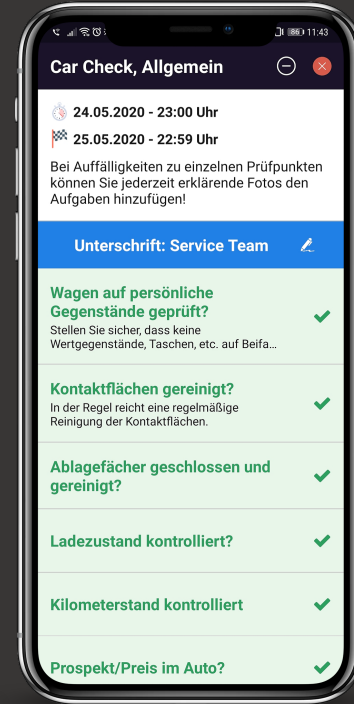 11:43
Car Check, Allgemein
24.05.2020 - 23:00 Uhr
25.05.2020 - 22:59 Uhr
Bei Auffälligkeiten zu einzelnen Prüfpunkten
können Sie jederzeit erklärende Fotos den
Aufgaben hinzufügen!
Unterschrift: Service Team
Wagen auf persönliche
Gegenstände geprüft?
Stellen Sie sicher, dass keine
Wertgegenstände, Taschen, etc. auf Beifa...
Kontaktflächen gereinigt?
In der Regel reicht eine regelmäßige
Reinigung der Kontaktflächen.
Ablagefächer geschlossen und
gereinigt?
Ladezustand kontrolliert?
Kilometerstand kontrolliert
Prospekt/Preis im Auto?